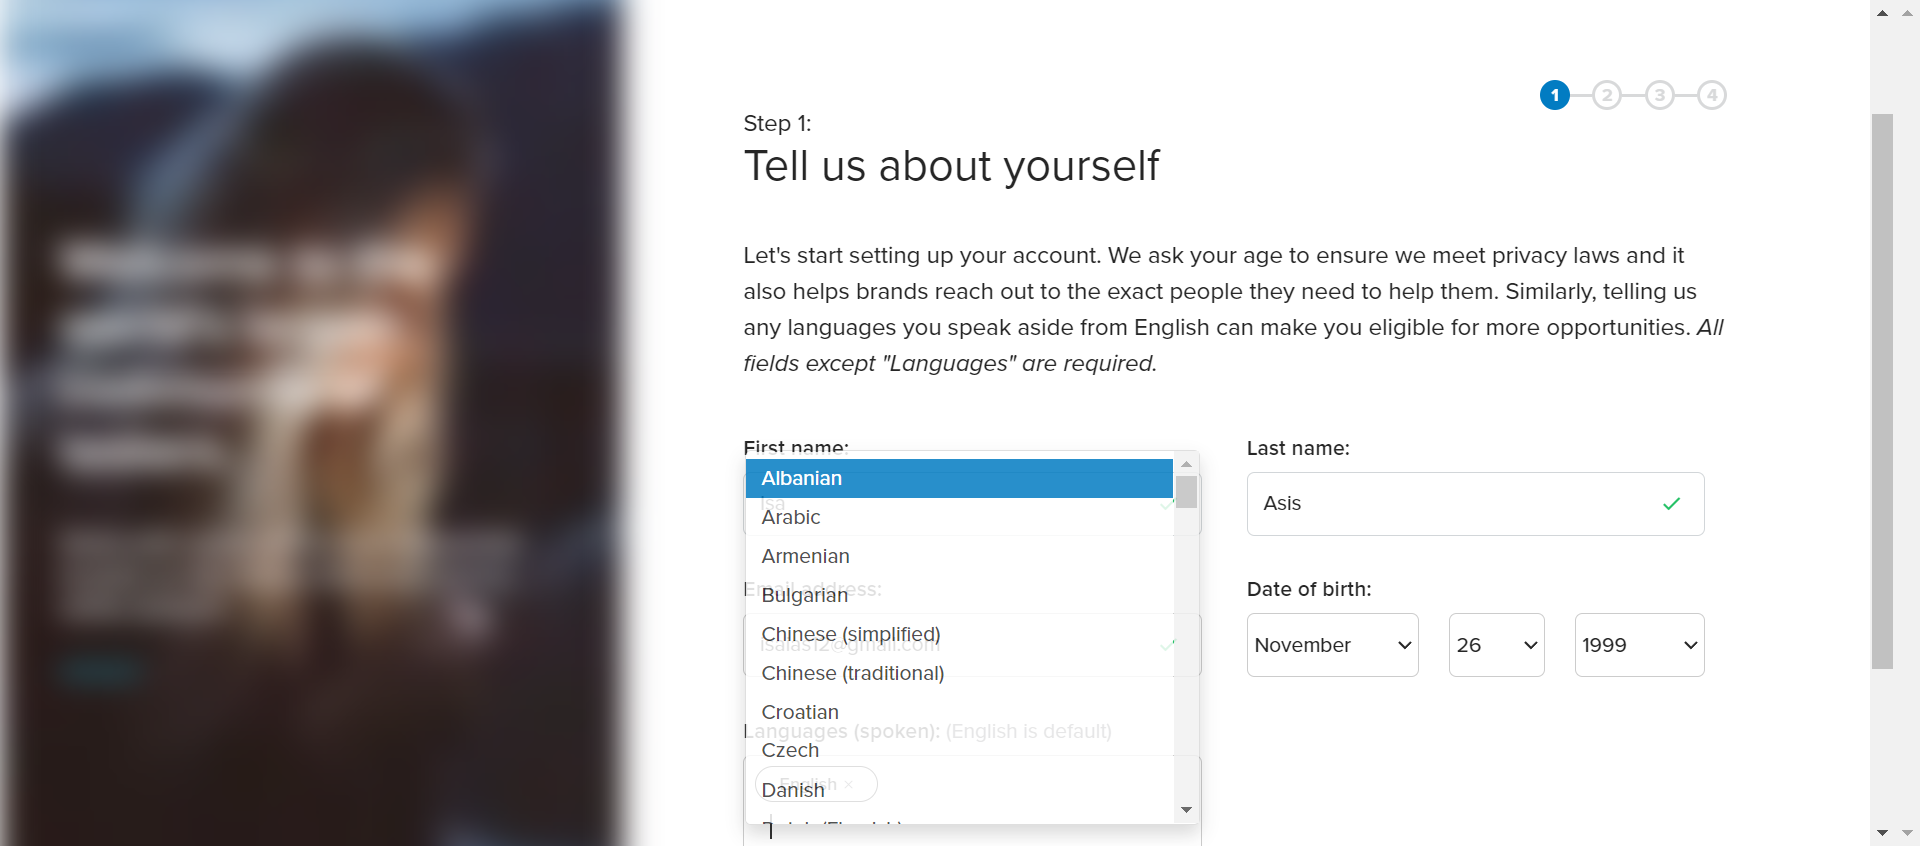 1 2 3 4
Step 1:
Tell us about yourself
Let's start setting up your account. We ask your age to ensure we meet privacy laws and it
also helps brands reach out to the exact people they need to help them. Similarly, telling us
any languages you speak aside from English can make you eligible for more opportunities. All
fields except "Languages" are required.
First name:
Isa
Last name:
Asis
Email address:
isaias12@gmail.com
Date of birth:
November
26
1999
Languages (spoken): (English is default)
English ×
Albanian
Arabic
Armenian
Bulgarian
Chinese (simplified)
Chinese (traditional)
Croatian
Czech
Danish